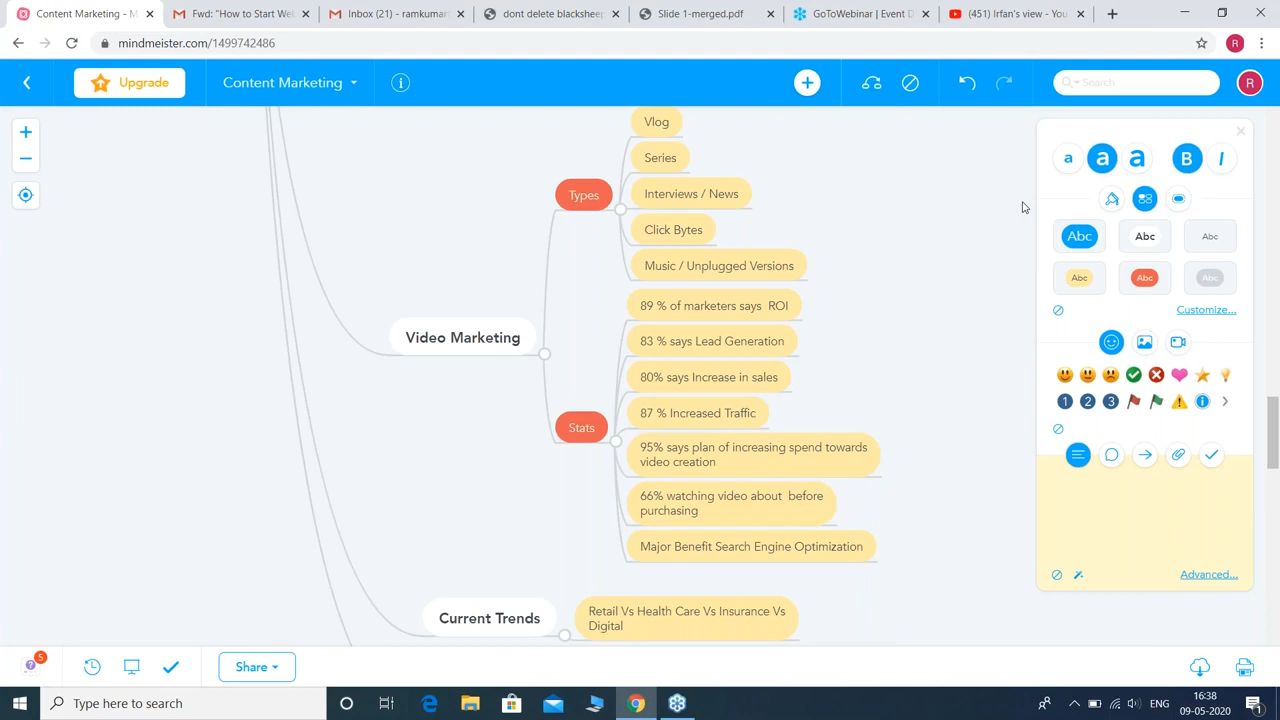 Content Marketing - M
Fwd: "How to Start We
Inbox (21) - ramkumar
dont delete blacksheep
Slide 1-merged.pdf
GoToWebinar | Event D
(451) Irfan's view - You
mindmeister.com/1499742486
R
Upgrade
Content Marketing
Search
R
Vlog
Series
Types
Interviews / News
Click Bytes
Music / Unplugged Versions
89 % of marketers says ROI
Video Marketing
83 % says Lead Generation
80% says Increase in sales
87 % Increased Traffic
Stats
95% says plan of increasing spend towards
video creation
66% watching video about before
purchasing
Major Benefit Search Engine Optimization
Current Trends
Retail Vs Health Care Vs Insurance Vs
Digital
a a a B I
Abc Abc Abc
Abc Abc Abc
Customize...
1 2 3
Advanced...
5
Share
Type here to search
ENG
16:38
09-05-2020
1